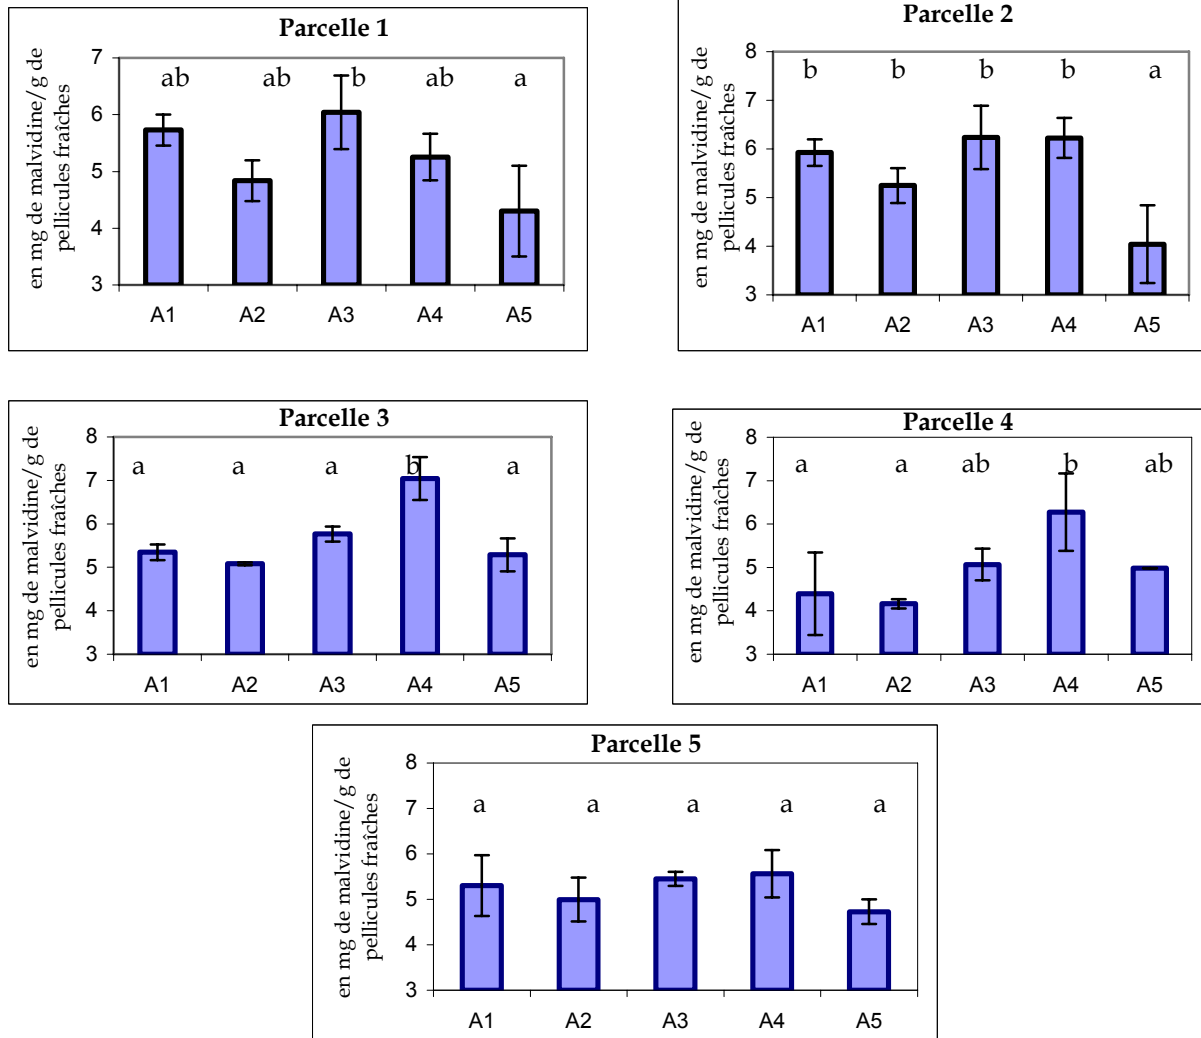 Parcelle 1
en mg de malvidine/g de
pellicules fraîches
7
6
5
4
3
ab
ab
b
ab
a
A1
A2
A3
A4
A5
Parcelle 2
en mg de malvidine/g de
pellicules fraîches
8
7
6
5
4
3
b
b
b
b
a
A1
A2
A3
A4
A5
Parcelle 3
en mg de malvidine/g de
pellicules fraîches
8
7
6
5
4
3
a
a
a
b
a
A1
A2
A3
A4
A5
Parcelle 4
en mg de malvidine/g de
pellicules fraîches
8
7
6
5
4
3
a
a
ab
b
ab
A1
A2
A3
A4
A5
Parcelle 5
en mg de malvidine/g de
pellicules fraîches
8
7
6
5
4
3
a
a
a
a
a
A1
A2
A3
A4
A5